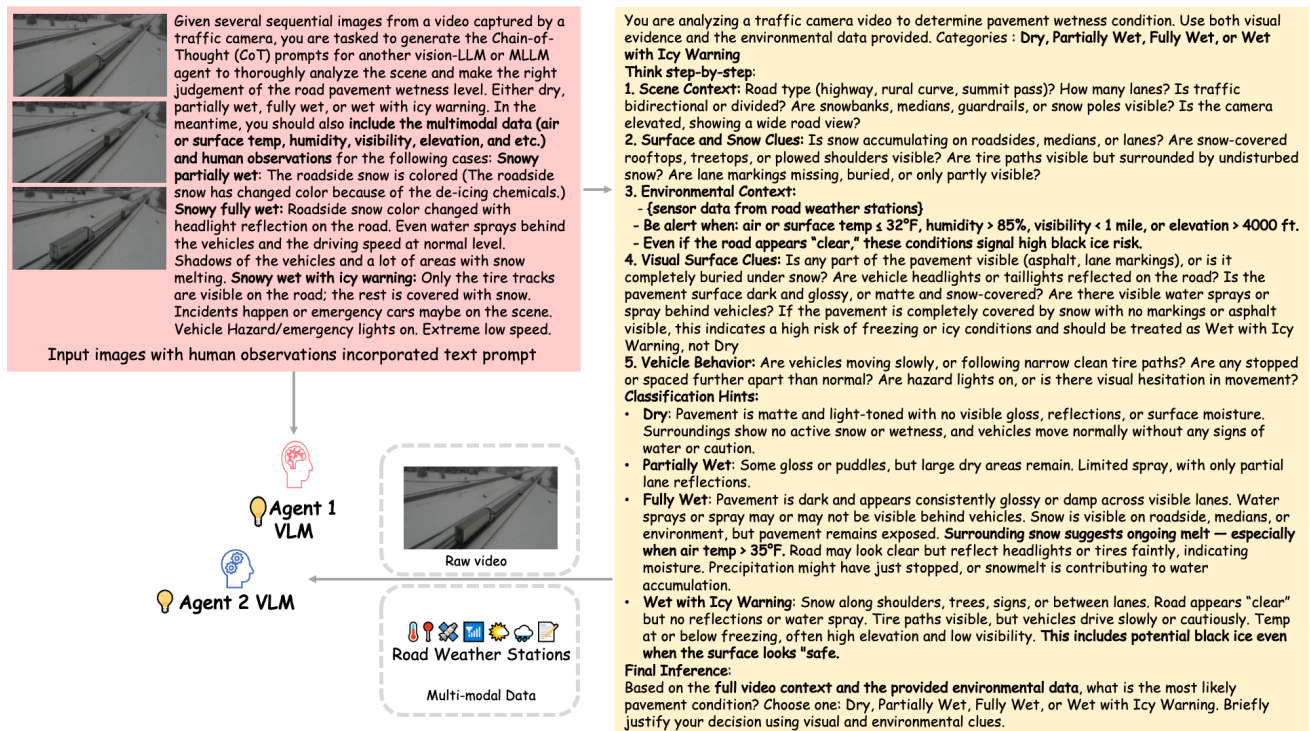 Given several sequential images from a video captured by a
traffic camera, you are tasked to generate the Chain-of-
Thought (CoT) prompts for another vision-LLM or MLLM
agent to thoroughly analyze the scene and make the right
judgement of the road pavement wetness level. Either dry,
partially wet, fully wet, or wet with icy warning. In the
meantime, you should also include the multimodal data (air
or surface temp, humidity, visibility, elevation, and etc.)
and human observations for the following cases: Snowy
partially wet: The roadside snow is colored (The roadside
snow has changed color because of the de-icing chemicals.)
Snowy fully wet: Roadside snow color changed with
headlight reflection on the road. Even water sprays behind
the vehicles and the driving speed at normal level.
Shadows of the vehicles and a lot of areas with snow
melting. Snowy wet with icy warning: Only the tire tracks
are visible on the road; the rest is covered with snow.
Incidents happen or emergency cars maybe on the scene.
Vehicle Hazard/emergency lights on. Extreme low speed.
Input images with human observations incorporated text prompt
Agent 1
VLM
Agent 2 VLM
Raw video
Road Weather Stations
Multi-modal Data
You are analyzing a traffic camera video to determine pavement wetness condition. Use both visual
evidence and the environmental data provided. Categories : Dry, Partially Wet, Fully Wet, or Wet
with Icy Warning
Think step-by-step:
1. Scene Context: Road type (highway, rural curve, summit pass)? How many lanes? Is traffic
bidirectional or divided? Are snowbanks, medians, guardrails, or snow poles visible? Is the camera
elevated, showing a wide road view?
2. Surface and Snow Clues: Is snow accumulating on roadsides, medians, or lanes? Are snow-covered
rooftops, treetops, or plowed shoulders visible? Are tire paths visible but surrounded by undisturbed
snow? Are lane markings missing, buried, or only partly visible?
3. Environmental Context:
- {sensor data from road weather stations}
- Be alert when: air or surface temp ≤ 32°F, humidity > 85%, visibility < 1 mile, or elevation > 4000 ft.
- Even if the road appears “clear,” these conditions signal high black ice risk.
4. Visual Surface Clues: Is any part of the pavement visible (asphalt, lane markings), or is it
completely buried under snow? Are vehicle headlights or taillights reflected on the road? Is the
pavement surface dark and glossy, or matte and snow-covered? Are there visible water sprays or
spray behind vehicles? If the pavement is completely covered by snow with no markings or asphalt
visible, this indicates a high risk of freezing or icy conditions and should be treated as Wet with Icy
Warning, not Dry
5. Vehicle Behavior: Are vehicles moving slowly, or following narrow clean tire paths? Are any stopped
or spaced further apart than normal? Are hazard lights on, or is there visual hesitation in movement?
Classification Hints:
• Dry: Pavement is matte and light-toned with no visible gloss, reflections, or surface moisture.
Surroundings show no active snow or wetness, and vehicles move normally without any signs of
water or caution.
• Partially Wet: Some gloss or puddles, but large dry areas remain. Limited spray, with only partial
lane reflections.
• Fully Wet: Pavement is dark and appears consistently glossy or damp across visible lanes. Water
sprays or spray may or may not be visible behind vehicles. Snow is visible on roadside, medians, or
environment, but pavement remains exposed. Surrounding snow suggests ongoing melt — especially
when air temp > 35°F. Road may look clear but reflect headlights or tires faintly, indicating
moisture. Precipitation might have just stopped, or snowmelt is contributing to water
accumulation.
• Wet with Icy Warning: Snow along shoulders, trees, signs, or between lanes. Road appears “clear”
but no reflections or water spray. Tire paths visible, but vehicles drive slowly or cautiously. Temp
at or below freezing, often high elevation and low visibility. This includes potential black ice even
when the surface looks "safe.
Final Inference:
Based on the full video context and the provided environmental data, what is the most likely
pavement condition? Choose one: Dry, Partially Wet, Fully Wet, or Wet with Icy Warning. Briefly
justify your decision using visual and environmental clues.